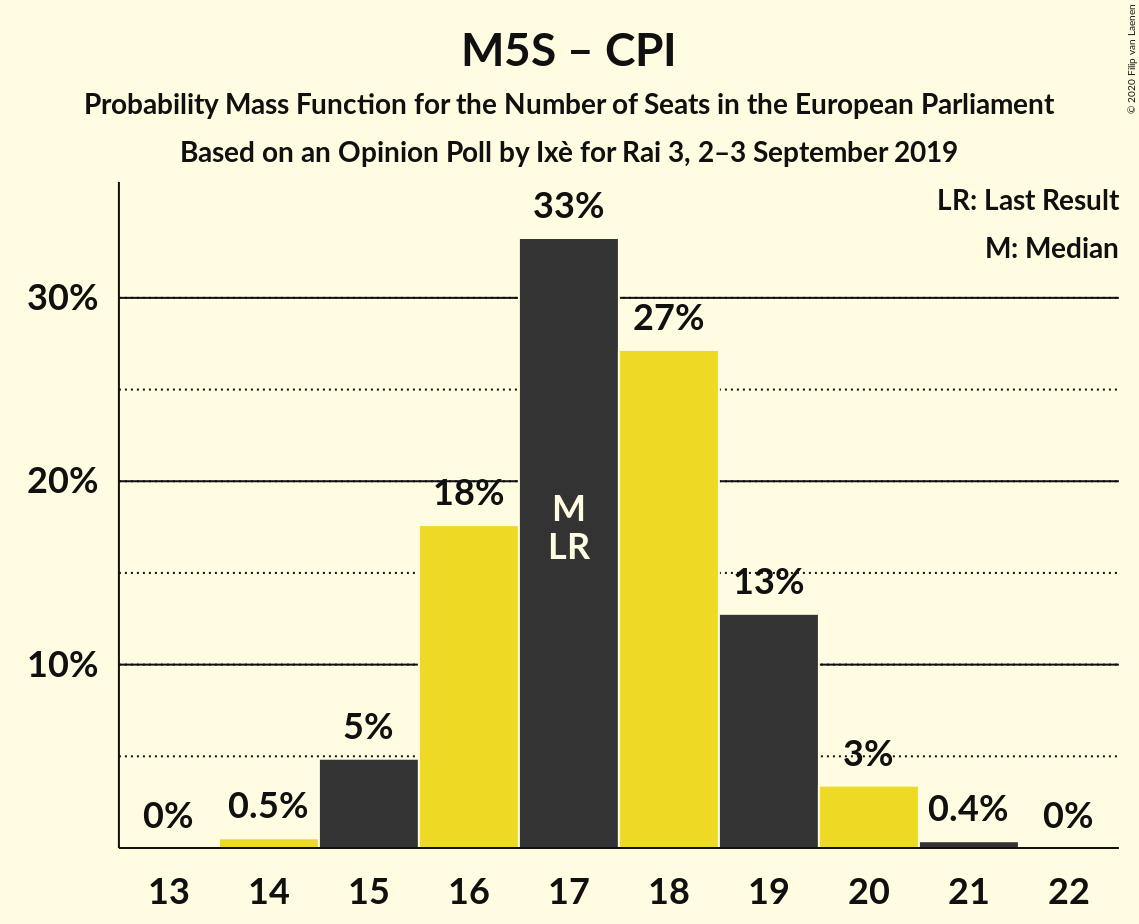 M5S – CPI
Probability Mass Function for the Number of Seats in the European Parliament
Based on an Opinion Poll by Ixè for Rai 3, 2–3 September 2019
© 2020 Filip van Laenen
LR: Last Result
M: Median
30%
20%
10%
0%
0.5%
5%
18%
33%
27%
13%
3%
0.4%
0%
M
LR
13
14
15
16
17
18
19
20
21
22